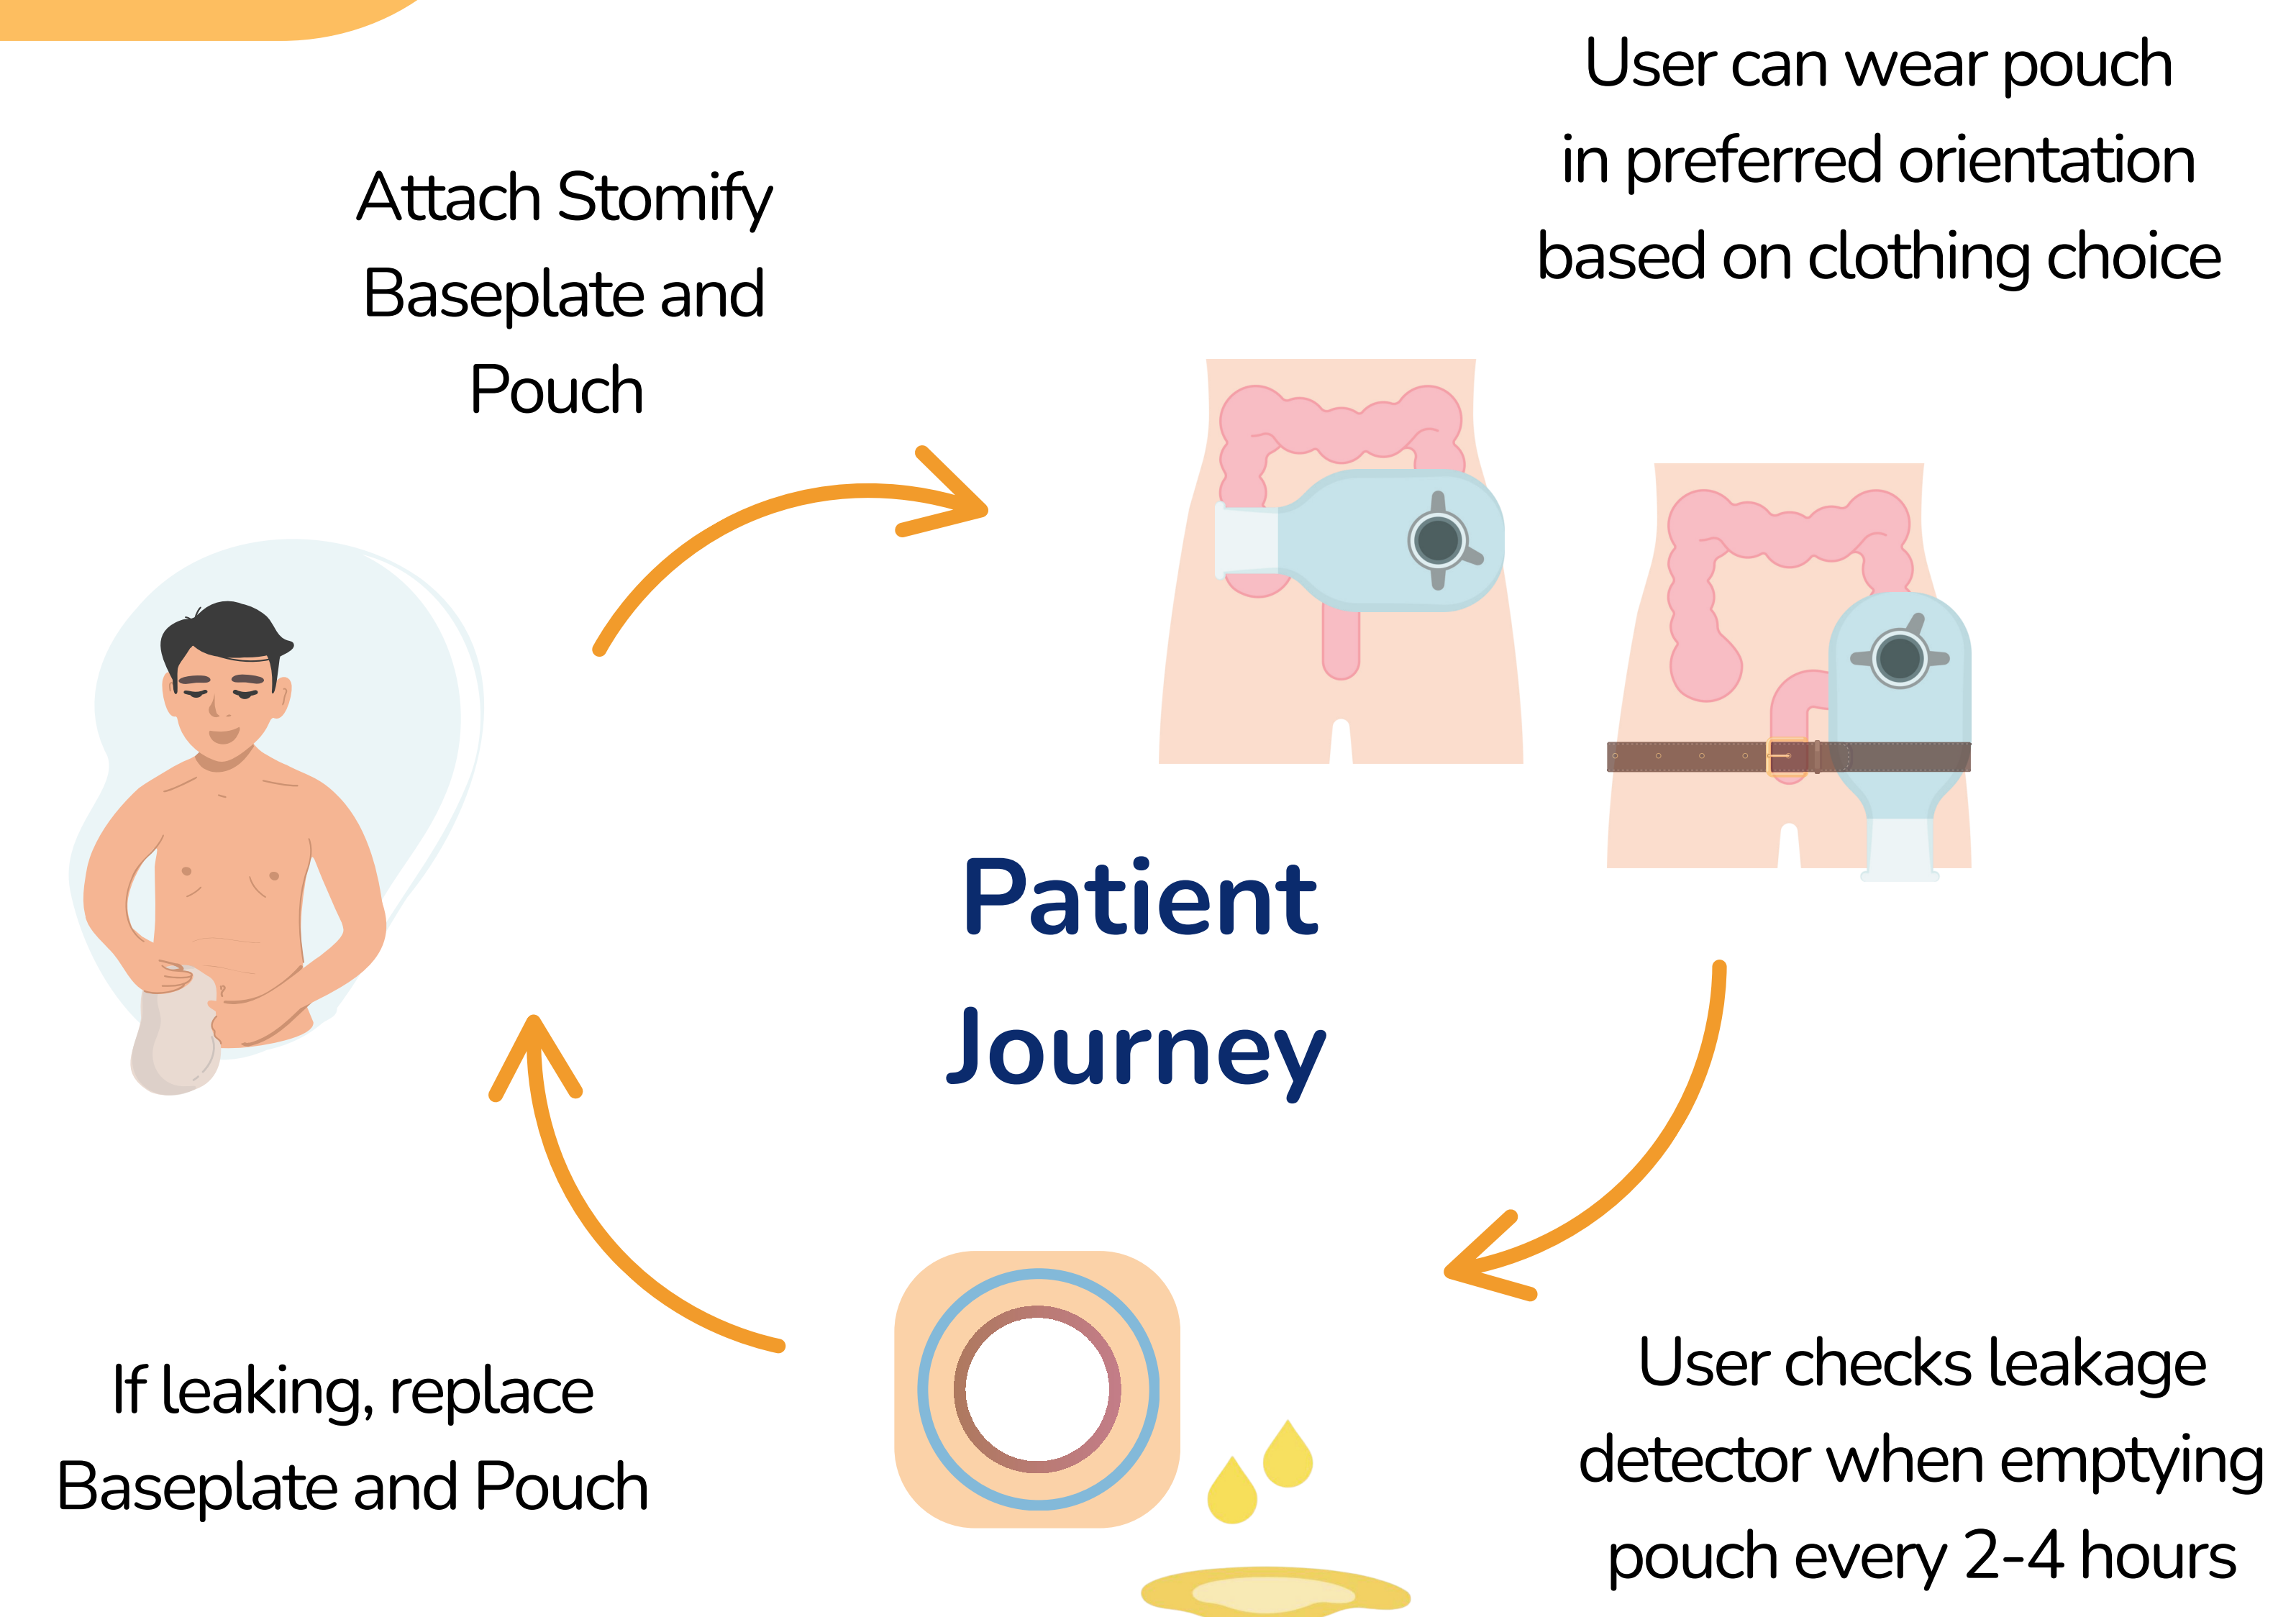 Attach Stomify
Baseplate and
Pouch
User can wear pouch
in preferred orientation
based on clothing choice
Patient
Journey
User checks leakage
detector when emptying
pouch every 2-4 hours
If leaking, replace
Baseplate and Pouch